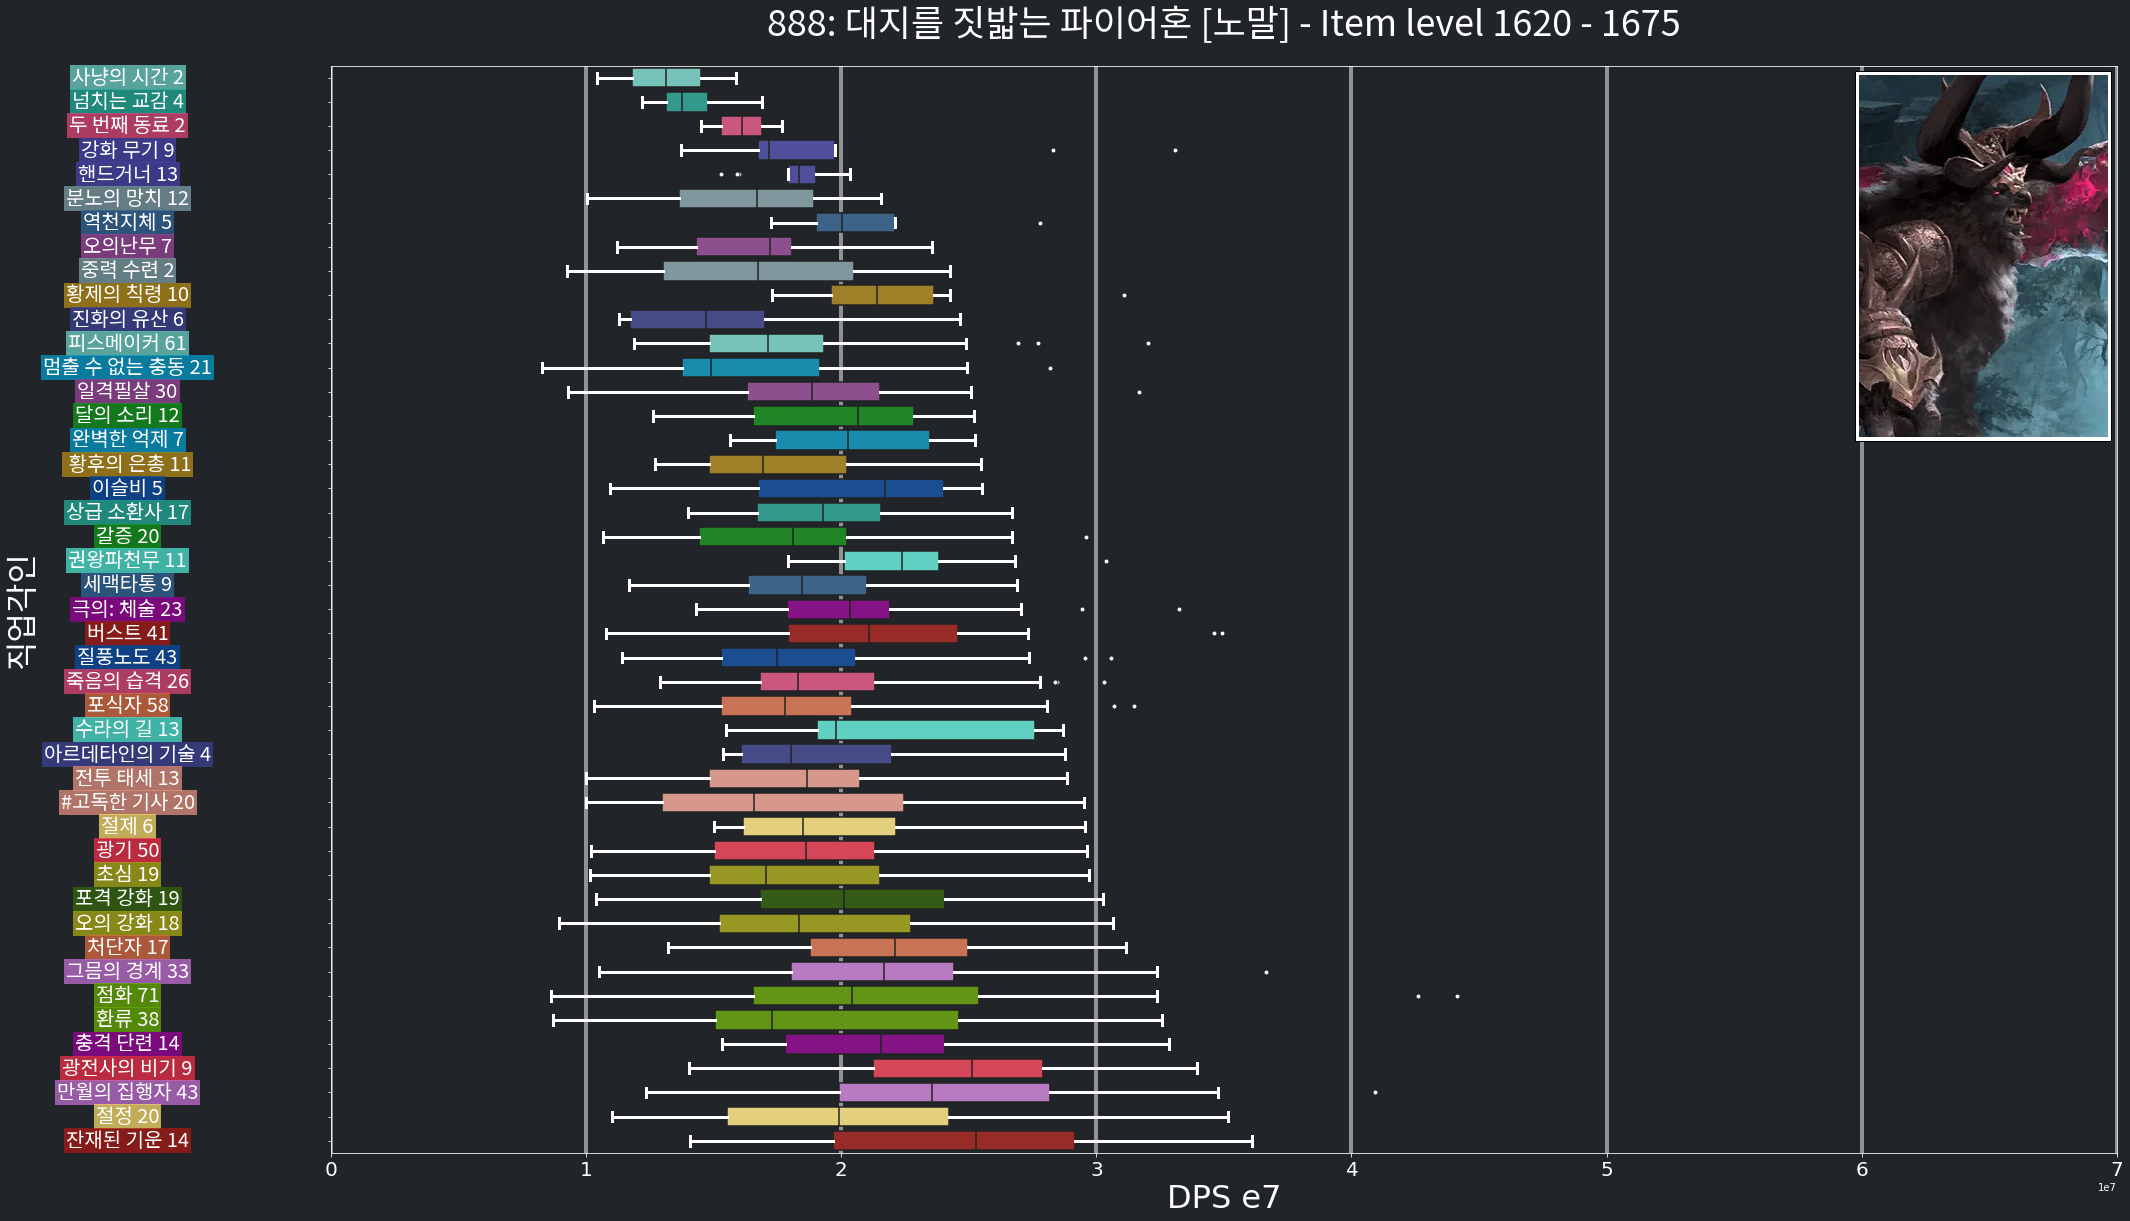 888: 대지를 짓밟는 파이어혼 [노말] - Item level 1620 - 1675
직업각인
사냥의 시간 2
넘치는 교감 4
두 번째 동료 2
강화 무기 9
핸드거너 13
분노의 망치 12
역천지체 5
오의난무 7
중력 수련 2
황제의 칙령 10
진화의 유산 6
피스메이커 61
멈출 수 없는 충동 21
일격필살 30
달의 소리 12
완벽한 억제 7
황후의 은총 11
이슬비 5
상급 소환사 17
갈증 20
권왕파천무 11
세맥타통 9
극의: 체술 23
버스트 41
질풍노도 43
죽음의 습격 26
포식자 58
수라의 길 13
아르데타인의 기술 4
전투 태세 13
#고독한 기사 20
절제 6
광기 50
초심 19
포격 강화 19
오의 강화 18
처단자 17
그믐의 경계 33
점화 71
환류 38
충격 단련 14
광전사의 비기 9
만월의 집행자 43
절정 20
잔재된 기운 14
0 1 2 3 4 5 6 7
1e7
DPS e7